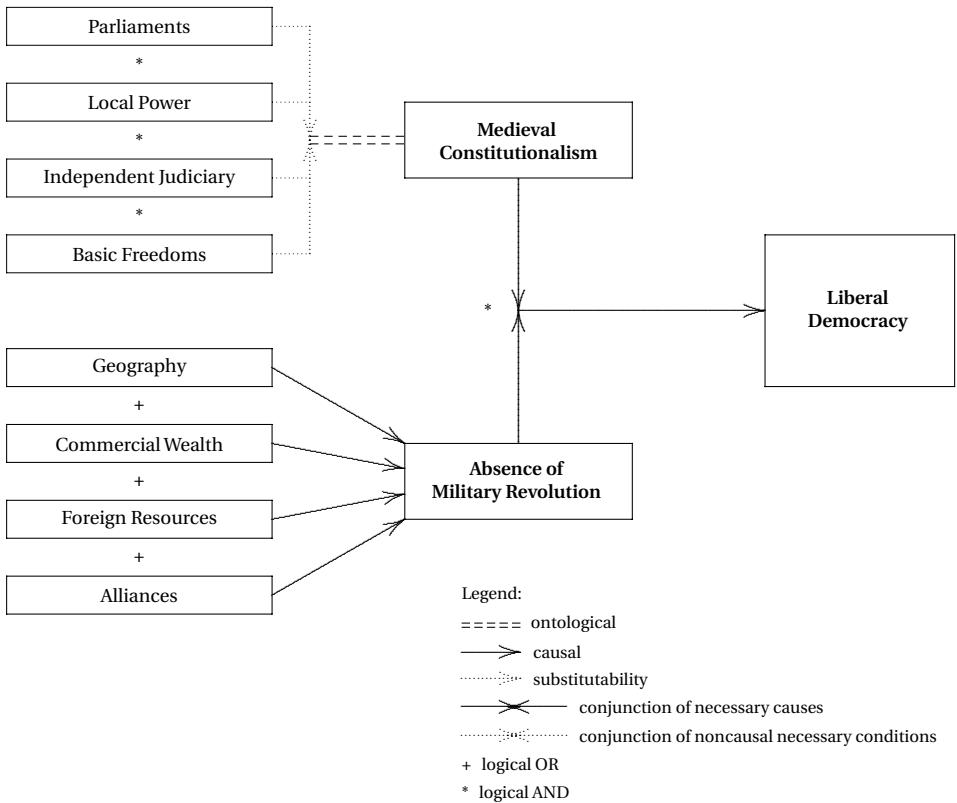 Parliaments
*
Local Power
*
Independent Judiciary
*
Basic Freedoms
Medieval
Constitutionalism
*
Liberal
Democracy
Geography
+
Commercial Wealth
+
Foreign Resources
+
Alliances
Absence of
Military Revolution
Legend:
ontological
causal
substitutability
conjunction of necessary causes
conjunction of noncausal necessary conditions
+ logical OR
* logical AND